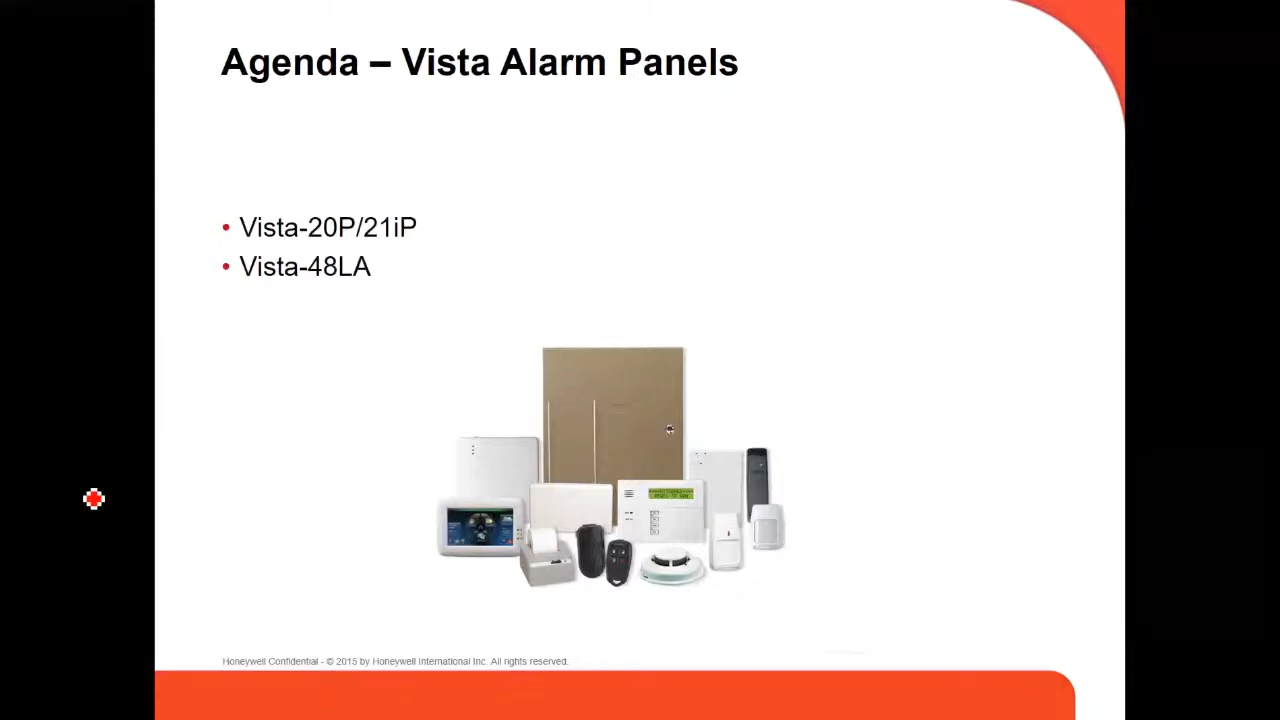 Agenda – Vista Alarm Panels
• Vista-20P/21iP
• Vista-48LA
Honeywell Confidential - © 2015 by Honeywell International Inc. All rights reserved.